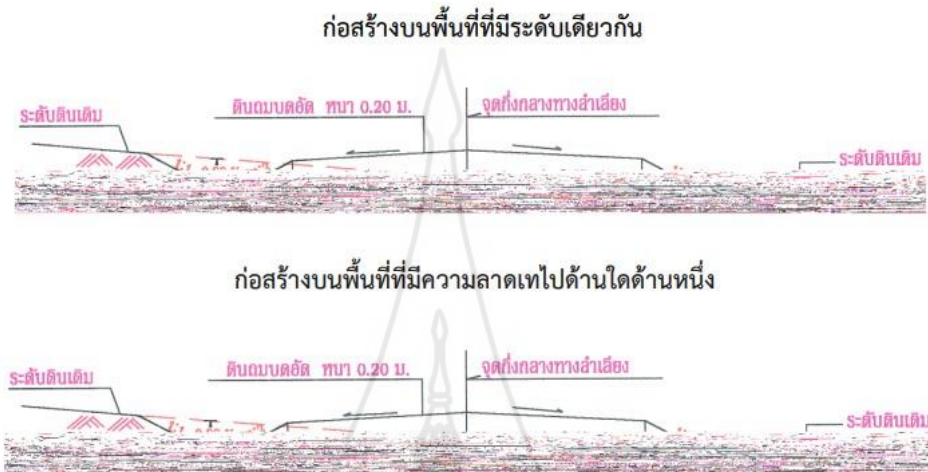 ก่อสร้างบนพื้นที่ที่มีระดับเดียวกัน
ระดับดินเดิม
ดินถมบดอัด หนา 0.20 ม.
จุดกึ่งกลางทางลำเลียง
ระดับดินเดิม
ก่อสร้างบนพื้นที่ที่มีความลาดเทไปด้านใดด้านหนึ่ง
ระดับดินเดิม
ดินถมบดอัด หนา 0.20 ม.
จุดกึ่งกลางทางลำเลียง
ระดับดินเดิม